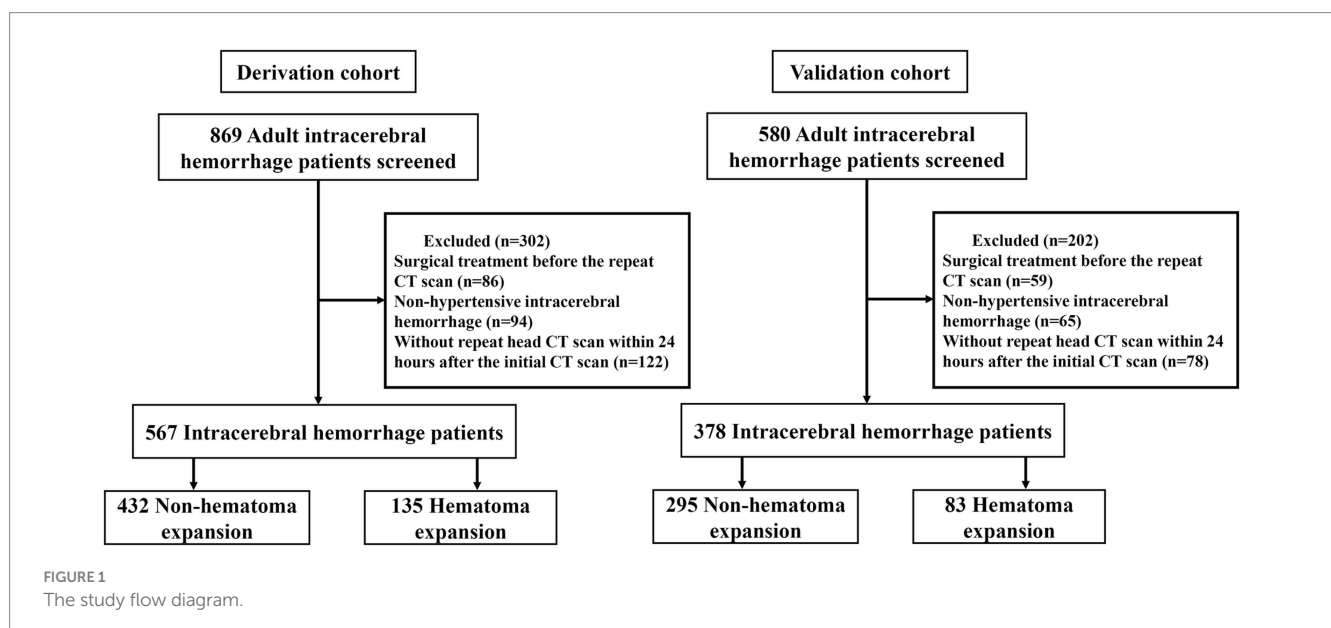 Derivation cohort
869 Adult intracerebral
hemorrhage patients screened
Excluded (n=302)
Surgical treatment before the repeat
CT scan (n=86)
Non-hypertensive intracerebral
hemorrhage (n=94)
Without repeat head CT scan within 24
hours after the initial CT scan (n=122)
567 Intracerebral hemorrhage patients
432 Non-hematoma
expansion
135 Hematoma
expansion
Validation cohort
580 Adult intracerebral
hemorrhage patients screened
Excluded (n=202)
Surgical treatment before the repeat
CT scan (n=59)
Non-hypertensive intracerebral
hemorrhage (n=65)
Without repeat head CT scan within 24
hours after the initial CT scan (n=78)
378 Intracerebral hemorrhage patients
295 Non-hematoma
expansion
83 Hematoma
expansion
FIGURE 1
The study flow diagram.